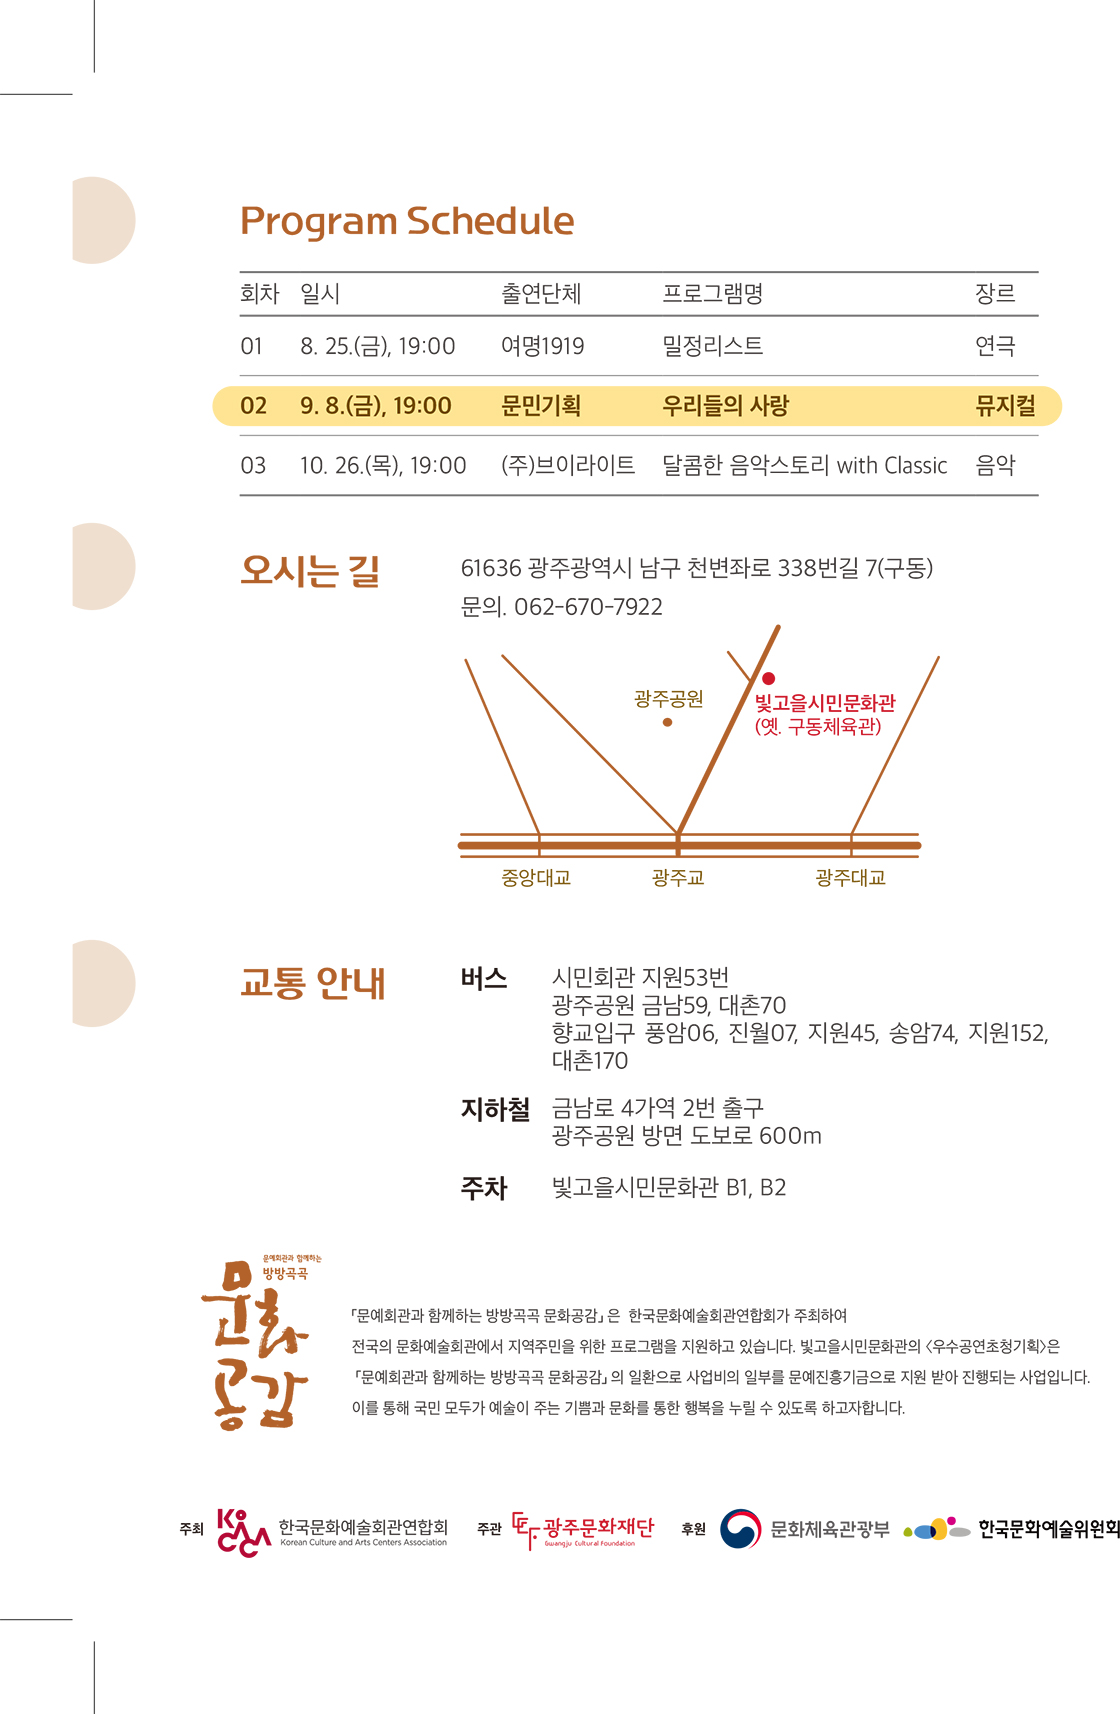 Program Schedule
회차 일시 출연단체 프로그램명 장르
01 8. 25.(금), 19:00 여명1919 밀정리스트 연극
02 9. 8.(금), 19:00 문민기획 우리들의 사랑 뮤지컬
03 10. 26.(목), 19:00 (주)브이라이트 달콤한 음악스토리 with Classic 음악
오시는 길
61636 광주광역시 남구 천변좌로 338번길 7(구동)
문의. 062-670-7922
광주공원
빛고을시민문화관
(옛. 구동체육관)
중앙대교 광주교 광주대교
교통 안내
버스 시민회관 지원53번
광주공원 금남59, 대촌70
향교입구 풍암06, 진월07, 지원45, 송암74, 지원152,
대촌170
지하철 금남로 4가역 2번 출구
광주공원 방면 도보로 600m
주차 빛고을시민문화관 B1, B2
문예회관과 함께하는
방방곡곡
문화
공감
「문예회관과 함께하는 방방곡곡 문화공감」은 한국문화예술회관연합회가 주최하여
전국의 문화예술회관에서 지역주민을 위한 프로그램을 지원하고 있습니다. 빛고을시민문화관의 〈우수공연초청기획〉은
「문예회관과 함께하는 방방곡곡 문화공감」의 일환으로 사업비의 일부를 문예진흥기금으로 지원 받아 진행되는 사업입니다.
이를 통해 국민 모두가 예술이 주는 기쁨과 문화를 통한 행복을 누릴 수 있도록 하고자합니다.
주최 KoCACA 한국문화예술회관연합회 주관 광주문화재단 후원 문화체육관광부 한국문화예술위원회
Korean Culture and Arts Centers Association Gwangju Cultural Foundation